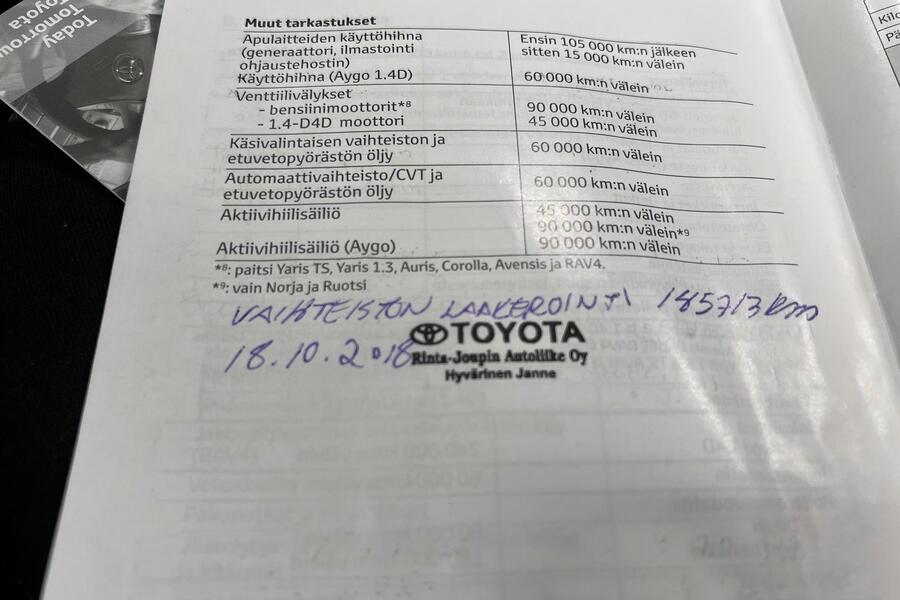 Today
Tomorrow
Toyota
Muut tarkastukset
Apulaitteiden käyttöhihna
(generaattori, ilmastointi
ohjaustehostin)
Ensin 105 000 km:n jälkeen
sitten 15 000 km:n välein
Käyttöhihna (Aygo 1.4D)
60 000 km:n välein
Venttiilivälykset
- bensiinimoottorit*8
90 000 km:n välein
- 1.4-D4D moottori
45 000 km:n välein
Käsivalintaisen vaihteiston ja
etuvetopyörästön öljy
60 000 km:n välein
Automaattivaihteisto/CVT ja
etuvetopyörästön öljy
60 000 km:n välein
Aktiivihiilisäiliö
45 000 km:n välein
90 000 km:n välein*9
Aktiivihiilisäiliö (Aygo)
90 000 km:n välein
*8: paitsi Yaris TS, Yaris 1.3, Auris, Corolla, Avensis ja RAV4.
*9: vain Norja ja Ruotsi
VAIHTEISTON LAAKEROINTI 185713 km
18.10.2018
TOYOTA
Rinta-Joupin Autoliike Oy
Hyvärinen Janne